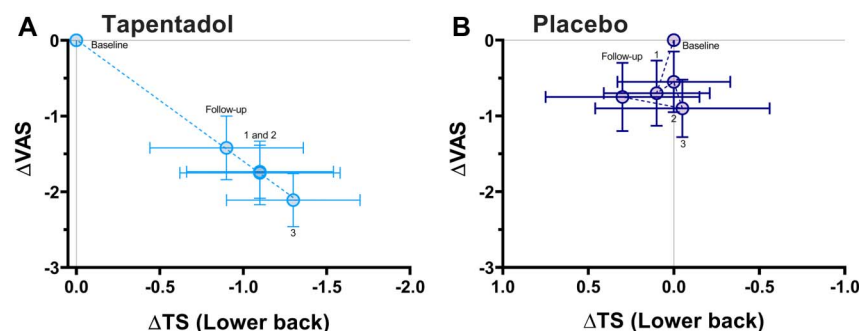 A Tapentadol
0
-1
-2
-3
ΔVAS
Baseline
Follow-up
1 and 2
3
0.0 -0.5 -1.0 -1.5 -2.0
ΔTS (Lower back)
B Placebo
0
-1
-2
-3
ΔVAS
Baseline
Follow-up 1
2
3
1.0 0.5 0.0 -0.5 -1.0
ΔTS (Lower back)